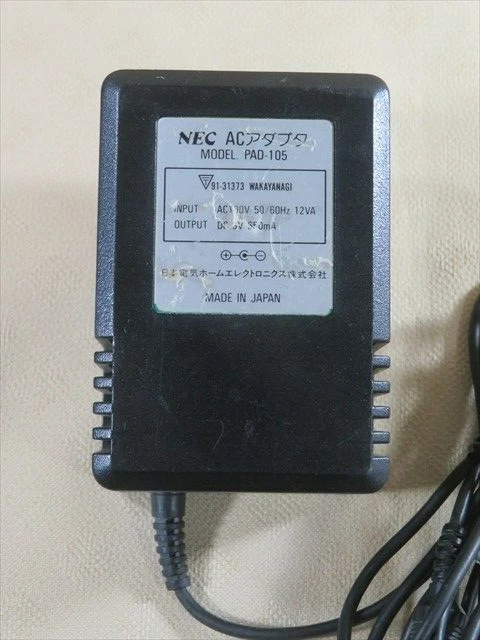 NEC ACアダプタ
MODEL PAD-105
91-31373 WAKAYANAGI
INPUT AC100V 50/60Hz 12VA
OUTPUT DC
日本電気ホームエレクトロニクス株式会社
MADE IN JAPAN